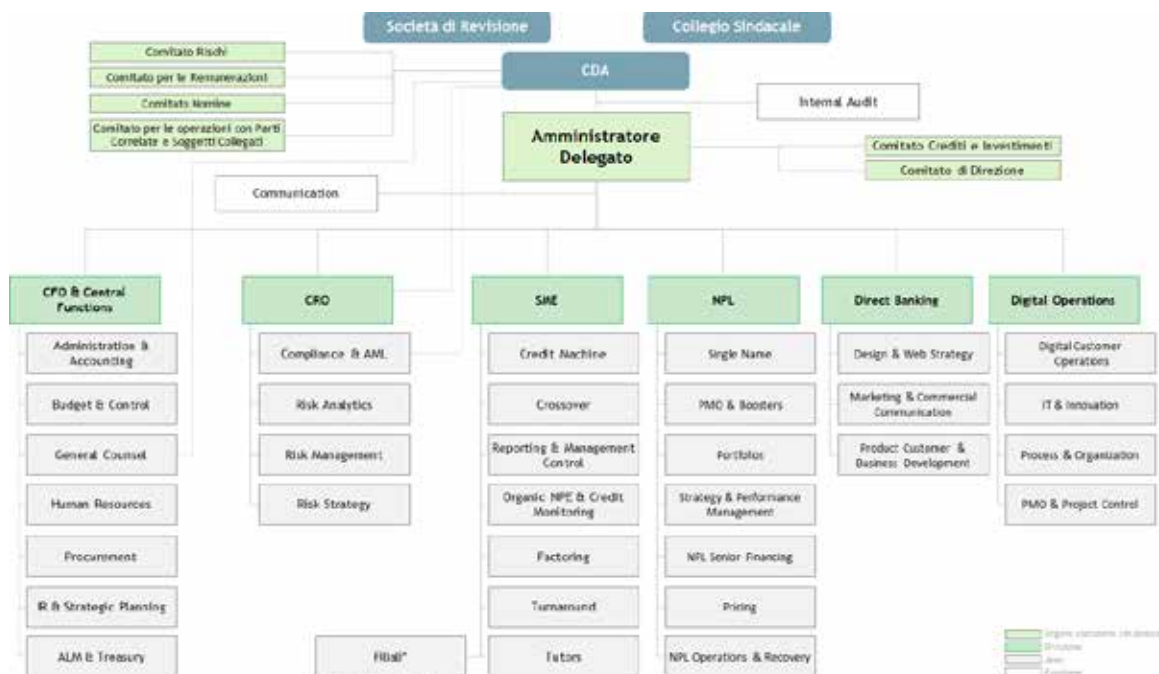 Società di Revisione
Collegio Sindacale
Comitato Rischi
Comitato per le Remunerazioni
Comitato Nomine
Comitato per le operazioni con Parti
Correlate e Soggetti Collegati
CDA
Internal Audit
Amministratore
Delegato
Comitato Crediti e Investimenti
Comitato di Direzione
Communication
CFO & Central
Functions
Administration &
Accounting
Budget & Control
General Counsel
Human Resources
Procurement
IR & Strategic Planning
ALM & Treasury
CRO
Compliance & AML
Risk Analytics
Risk Management
Risk Strategy
SME
Credit Machine
Crossover
Reporting & Management
Control
Organic NPE & Credit
Monitoring
Factoring
Turnaround
Tutors
Filiali*
NPL
Single Name
PMO & Boosters
Portfolios
Strategy & Performance
Management
NPL Senior Financing
Pricing
NPL Operations & Recovery
Direct Banking
Design & Web Strategy
Marketing & Commercial
Communication
Product Customer &
Business Development
Digital Operations
Digital Customer
Operations
IT & Innovation
Process & Organization
PMO & Project Control